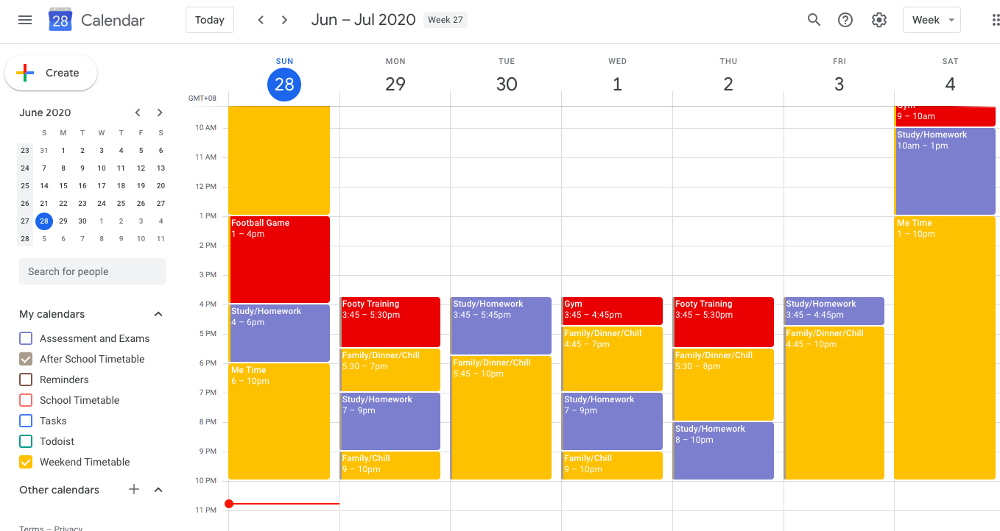 28 Calendar Today Jun – Jul 2020 Week 27 Week
Create
June 2020
S M T W T F S
23 31 1 2 3 4 5 6
24 7 8 9 10 11 12 13
25 14 15 16 17 18 19 20
26 21 22 23 24 25 26 27
27 28 29 30 1 2 3 4
28 5 6 7 8 9 10 11
Search for people
My calendars
Assessment and Exams
After School Timetable
Reminders
School Timetable
Tasks
Todoist
Weekend Timetable
Other calendars
Terms – Privacy
SUN MON TUE WED THU FRI SAT
28 29 30 1 2 3 4
GMT+08
10 AM
11 AM
12 PM
1 PM
2 PM
3 PM
4 PM
5 PM
6 PM
7 PM
8 PM
9 PM
10 PM
11 PM
Football Game
1 – 4pm
Study/Homework
4 – 6pm
Me Time
6 – 10pm
Footy Training
3:45 – 5:30pm
Family/Dinner/Chill
5:30 – 7pm
Study/Homework
7 – 9pm
Family/Chill
9 – 10pm
Study/Homework
3:45 – 5:45pm
Family/Dinner/Chill
5:45 – 10pm
Gym
3:45 – 4:45pm
Family/Dinner/Chill
4:45 – 7pm
Study/Homework
7 – 9pm
Family/Chill
9 – 10pm
Footy Training
3:45 – 5:30pm
Family/Dinner/Chill
5:30 – 8pm
Study/Homework
8 – 10pm
Study/Homework
3:45 – 4:45pm
Family/Dinner/Chill
4:45 – 10pm
Gym
9 – 10am
Study/Homework
10am – 1pm
Me Time
1 – 10pm